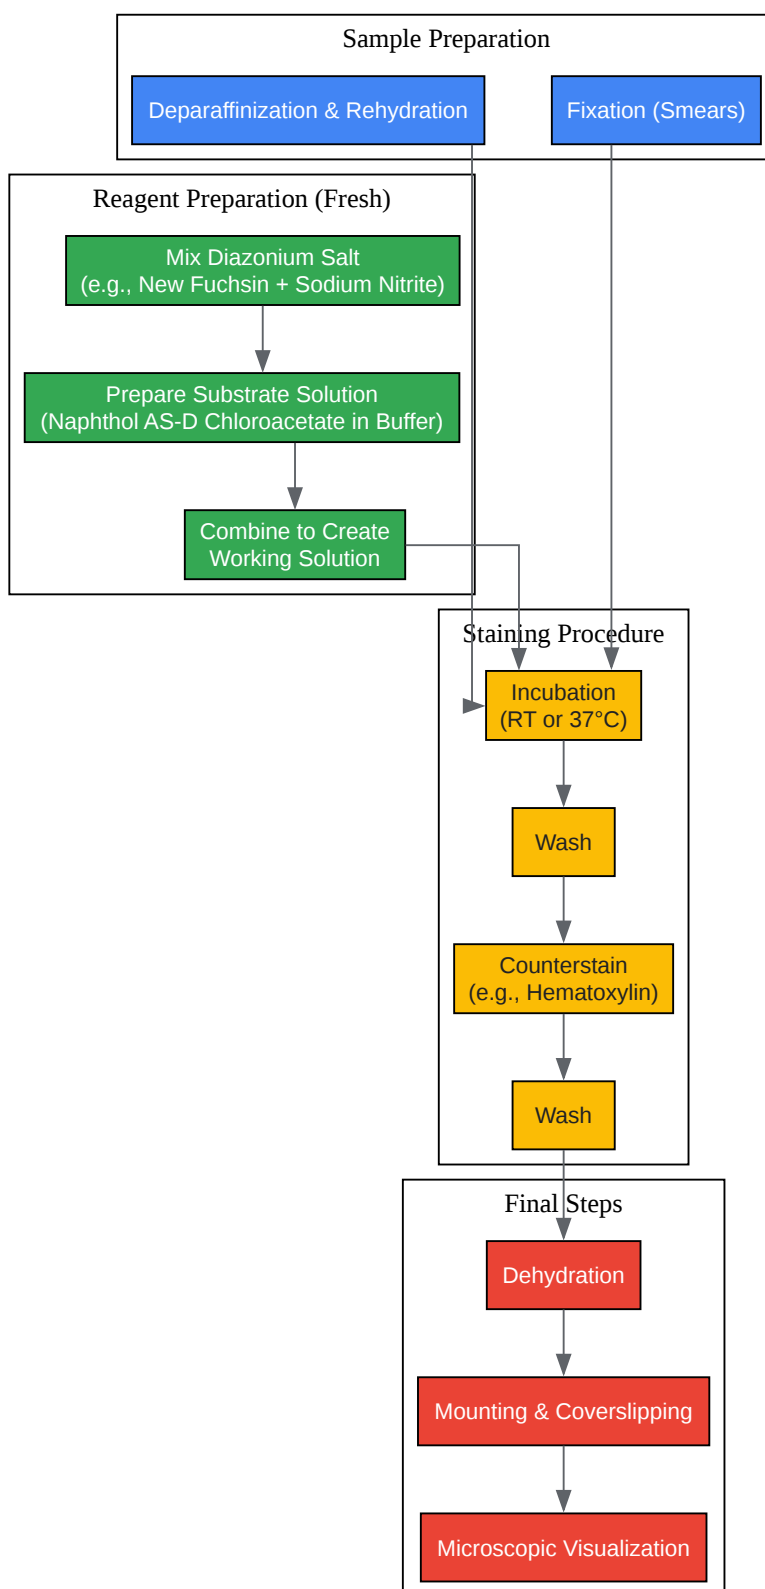 Sample Preparation
Deparaffinization & Rehydration
Fixation (Smears)
Reagent Preparation (Fresh)
Mix Diazonium Salt
(e.g., New Fuchsin + Sodium Nitrite)
Prepare Substrate Solution
(Naphthol AS-D Chloroacetate in Buffer)
Combine to Create
Working Solution
Staining Procedure
Incubation
(RT or 37°C)
Wash
Counterstain
(e.g., Hematoxylin)
Wash
Final Steps
Dehydration
Mounting & Coverslipping
Microscopic Visualization